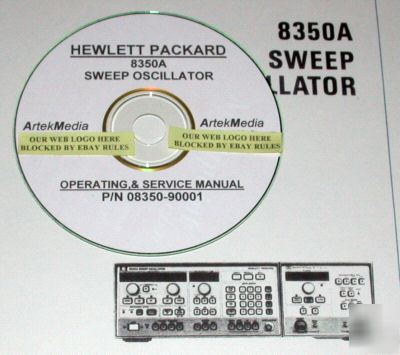 8350A
SWEEP
LLATOR
HEWLETT PACKARD
8350A
SWEEP OSCILLATOR
ArtekMedia
ArtekMedia
OUR WEB LOGO HERE
BLOCKED BY EBAY RULES
OUR WEB LOGO HERE
BLOCKED BY EBAY RULES
OPERATING,& SERVICE MANUAL
P/N 08350-90001